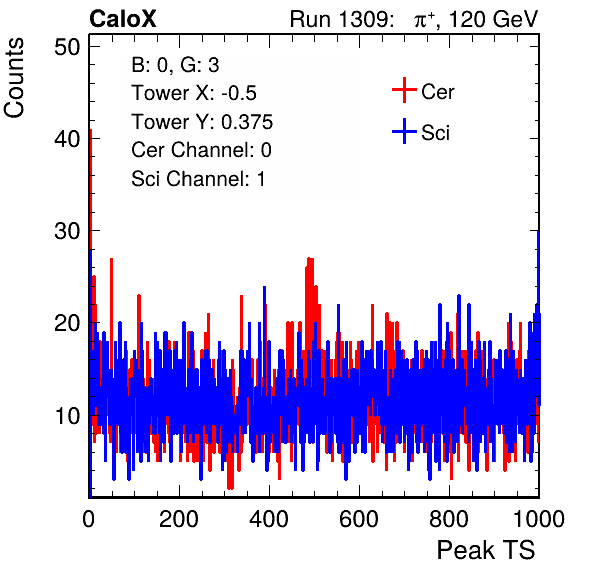 CaloX Run 1309: π⁺, 120 GeV
Counts
B: 0, G: 3
Tower X: -0.5
Tower Y: 0.375
Cer Channel: 0
Sci Channel: 1
Cer
Sci
50
40
30
20
10
0 200 400 600 800 1000
Peak TS